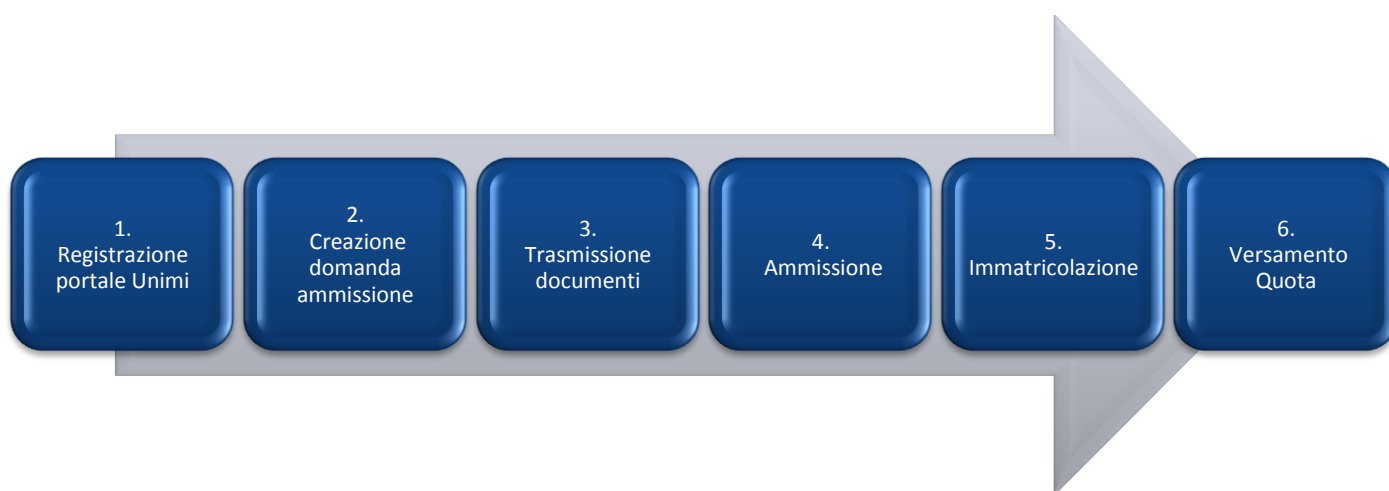 1.
Registrazione
portale Unimi
2.
Creazione
domanda
ammissione
3.
Trasmissione
documenti
4.
Ammissione
5.
Immatricolazione
6.
Versamento
Quota